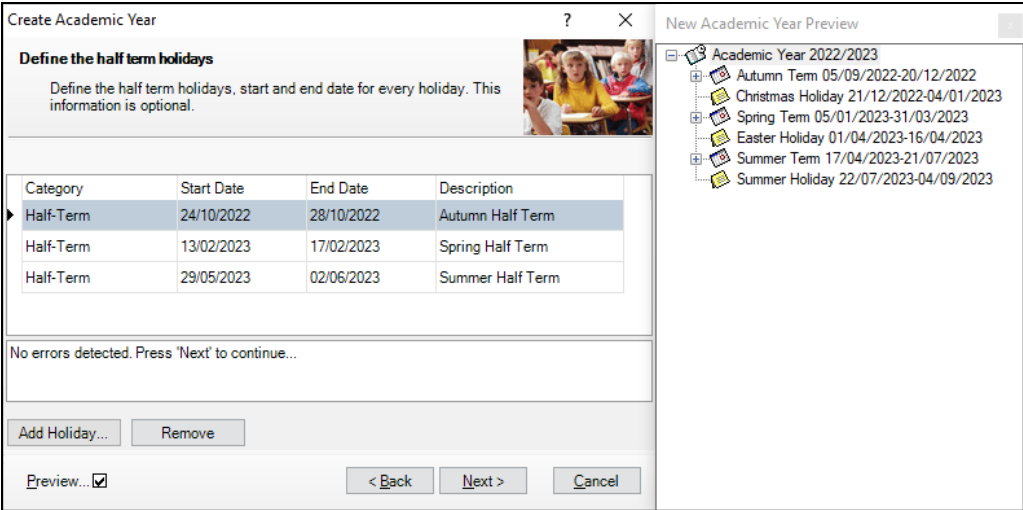 Create Academic Year ? X
Define the half term holidays
Define the half term holidays, start and end date for every holiday. This
information is optional.
Category Start Date End Date Description
Half-Term 24/10/2022 28/10/2022 Autumn Half Term
Half-Term 13/02/2023 17/02/2023 Spring Half Term
Half-Term 29/05/2023 02/06/2023 Summer Half Term
No errors detected. Press 'Next' to continue...
Add Holiday... Remove
Preview... < Back Next > Cancel
New Academic Year Preview x
Academic Year 2022/2023
Autumn Term 05/09/2022-20/12/2022
Christmas Holiday 21/12/2022-04/01/2023
Spring Term 05/01/2023-31/03/2023
Easter Holiday 01/04/2023-16/04/2023
Summer Term 17/04/2023-21/07/2023
Summer Holiday 22/07/2023-04/09/2023